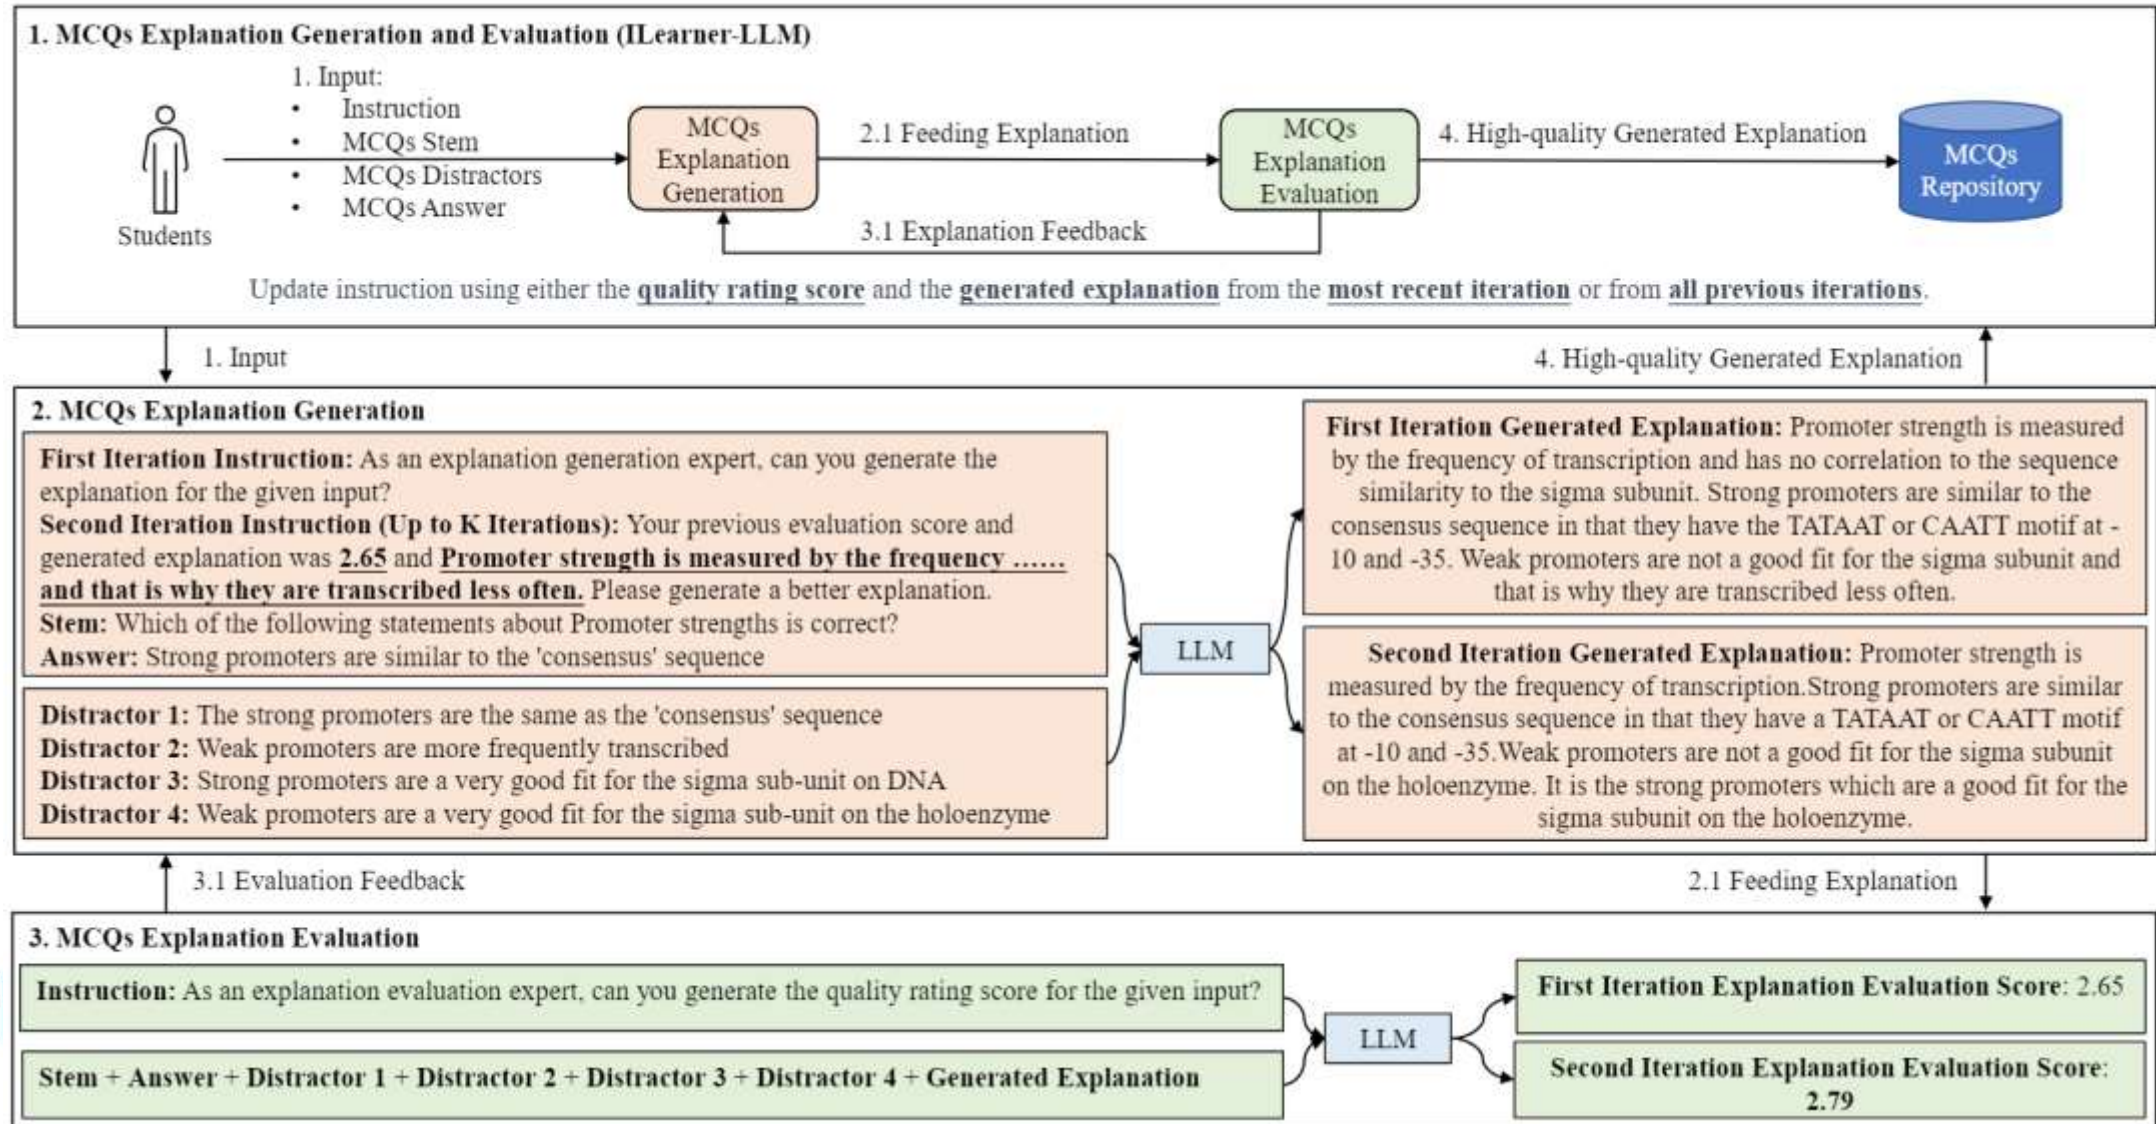 1. MCQs Explanation Generation and Evaluation (ILearner-LLM)
1. Input:
• Instruction
• MCQs Stem
• MCQs Distractors
• MCQs Answer
Students
MCQs
Explanation
Generation
2.1 Feeding Explanation
3.1 Explanation Feedback
MCQs
Explanation
Evaluation
4. High-quality Generated Explanation
MCQs
Repository
Update instruction using either the quality rating score and the generated explanation from the most recent iteration or from all previous iterations.
1. Input
4. High-quality Generated Explanation
2. MCQs Explanation Generation
First Iteration Instruction: As an explanation generation expert, can you generate the
explanation for the given input?
Second Iteration Instruction (Up to K Iterations): Your previous evaluation score and
generated explanation was 2.65 and Promoter strength is measured by the frequency ......
and that is why they are transcribed less often. Please generate a better explanation.
Stem: Which of the following statements about Promoter strengths is correct?
Answer: Strong promoters are similar to the 'consensus' sequence
Distractor 1: The strong promoters are the same as the 'consensus' sequence
Distractor 2: Weak promoters are more frequently transcribed
Distractor 3: Strong promoters are a very good fit for the sigma sub-unit on DNA
Distractor 4: Weak promoters are a very good fit for the sigma sub-unit on the holoenzyme
LLM
First Iteration Generated Explanation: Promoter strength is measured
by the frequency of transcription and has no correlation to the sequence
similarity to the sigma subunit. Strong promoters are similar to the
consensus sequence in that they have the TATAAT or CAATT motif at -
10 and -35. Weak promoters are not a good fit for the sigma subunit and
that is why they are transcribed less often.
Second Iteration Generated Explanation: Promoter strength is
measured by the frequency of transcription.Strong promoters are similar
to the consensus sequence in that they have a TATAAT or CAATT motif
at -10 and -35.Weak promoters are not a good fit for the sigma subunit
on the holoenzyme. It is the strong promoters which are a good fit for the
sigma subunit on the holoenzyme.
3.1 Evaluation Feedback
2.1 Feeding Explanation
3. MCQs Explanation Evaluation
Instruction: As an explanation evaluation expert, can you generate the quality rating score for the given input?
Stem + Answer + Distractor 1 + Distractor 2 + Distractor 3 + Distractor 4 + Generated Explanation
LLM
First Iteration Explanation Evaluation Score: 2.65
Second Iteration Explanation Evaluation Score:
2.79